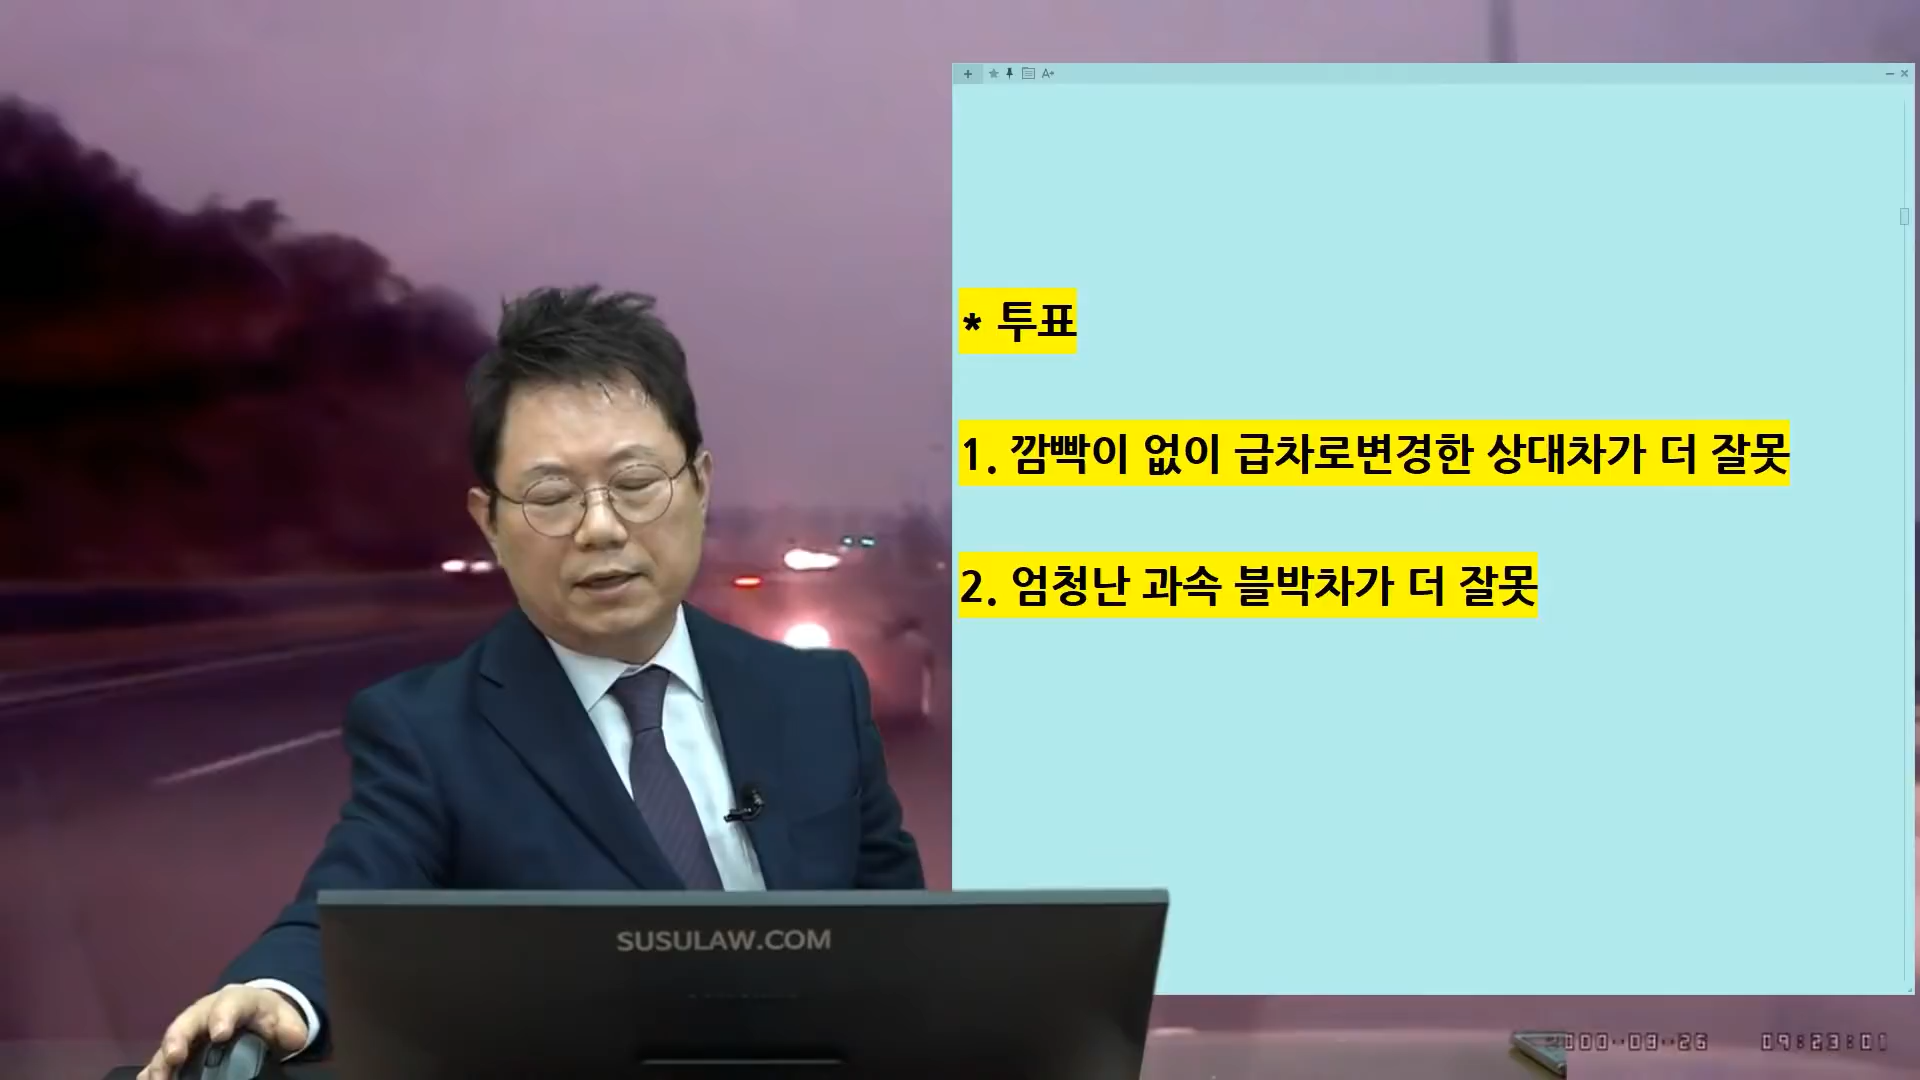 * 투표
1. 깜빡이 없이 급차로변경한 상대차가 더 잘못
2. 엄청난 과속 블박차가 더 잘못
SUSULAW.COM